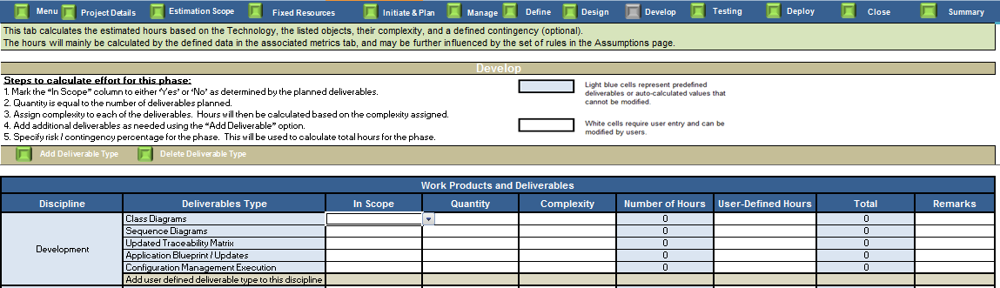 Menu Project Details Estimation Scope Fixed Resources Initiate & Plan Manage Define Design Develop Testing Deploy Close Summary
This tab calculates the estimated hours based on the Technology, the listed objects, their complexity, and a defined contingency (optional).
The hours will mainly be calculated by the defined data in the associated metrics tab, and may be further influenced by the set of rules in the Assumptions page.
Develop
Steps to calculate effort for this phase:
1. Mark the "In Scope" column to either 'Yes' or 'No' as determined by the planned deliverables.
2. Quantity is equal to the number of deliverables planned.
3. Assign complexity to each of the deliverables. Hours will then be calculated based on the complexity assigned.
4. Add additional deliverables as needed using the "Add Deliverable" option.
5. Specify risk / contingency percentage for the phase. This will be used to calculate total hours for the phase.
Light blue cells represent predefined
deliverables or auto-calculated values that
cannot be modified.
White cells require user entry and can be
modified by users.
Add Deliverable Type Delete Deliverable Type
Work Products and Deliverables
Discipline Deliverables Type In Scope Quantity Complexity Number of Hours User-Defined Hours Total Remarks
Development
Class Diagrams 0 0
Sequence Diagrams 0 0
Updated Traceability Matrix 0 0
Application Blueprint / Updates 0 0
Configuration Management Execution 0 0
Add user defined deliverable type to this discipline